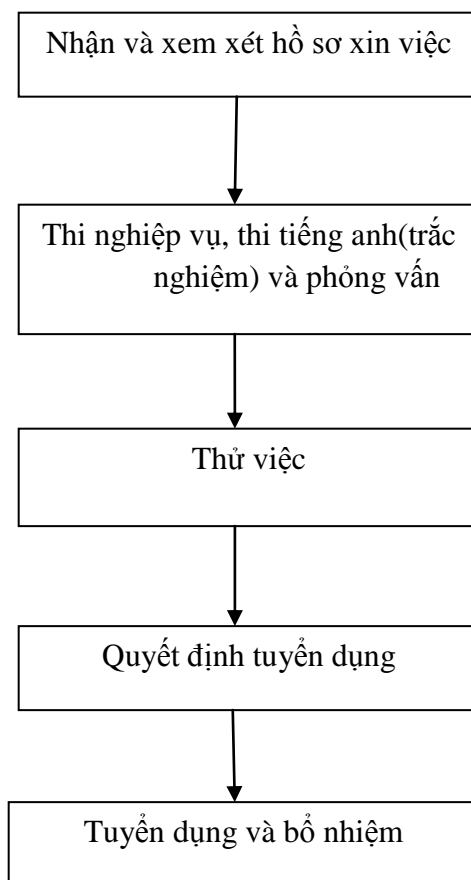 Nhận và xem xét hồ sơ xin việc
Thi nghiệp vụ, thi tiếng anh(trắc
nghiệm) và phỏng vấn
Thử việc
Quyết định tuyển dụng
Tuyển dụng và bổ nhiệm